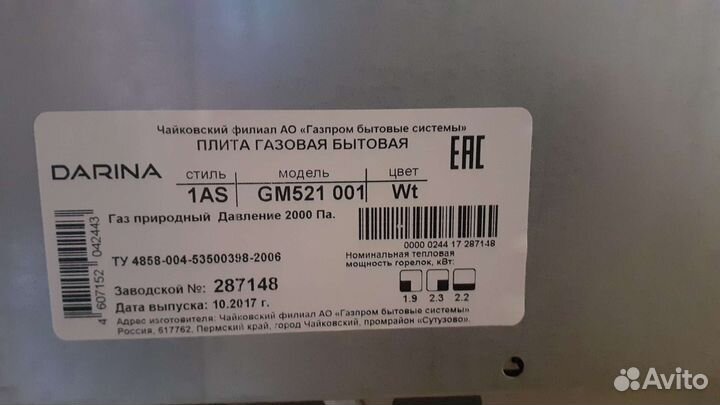 Чайковский филиал АО «Газпром бытовые системы»
ПЛИТА ГАЗОВАЯ БЫТОВАЯ
EAC
DARINA
стиль модель цвет
1AS GM521 001 Wt
Газ природный Давление 2000 Па.
0000 0244 17 287148
ТУ 4858-004-53500398-2006
Номинальная тепловая
мощность горелок, кВт:
Заводской №: 287148
1.9 2.3 2.2
Дата выпуска: 10.2017 г.
Адрес изготовителя: Чайковский филиал АО «Газпром бытовые системы»
Россия, 617762, Пермский край, город Чайковский, промрайон «Сутузово».
4 607152 042443
Avito